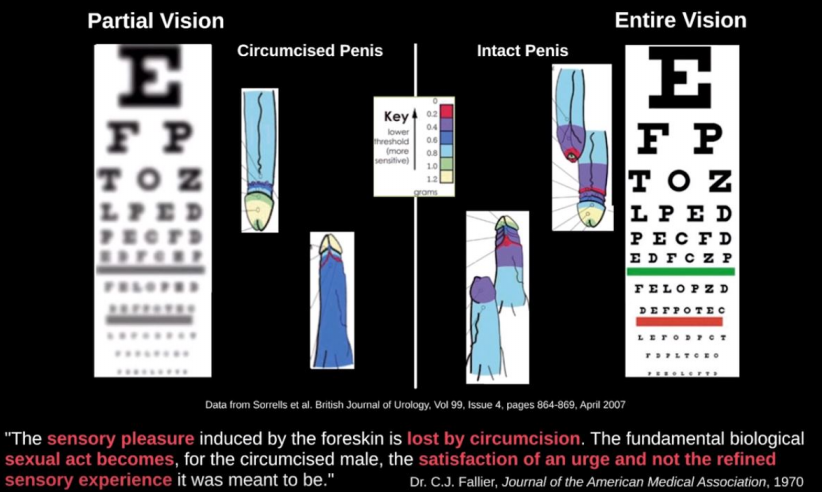 Partial Vision
Entire Vision
Circumcised Penis
Intact Penis
E
F P
T O Z
L P E D
P E C F D
E D F C Z P
F E L O P Z D
D E F P O T E C
Key
lower
threshold
(more
sensitive)
0
0.2
0.4
0.6
0.8
1.0
1.2
grams
E
F P
T O Z
L P E D
P E C F D
E D F C Z P
F E L O P Z D
D E F P O T E C
L E F O D P C T
F D P L T C E O
Data from Sorrells et al. British Journal of Urology, Vol 99, Issue 4, pages 864-869, April 2007
"The sensory pleasure induced by the foreskin is lost by circumcision. The fundamental biological
sexual act becomes, for the circumcised male, the satisfaction of an urge and not the refined
sensory experience it was meant to be."
Dr. C.J. Fallier, Journal of the American Medical Association, 1970